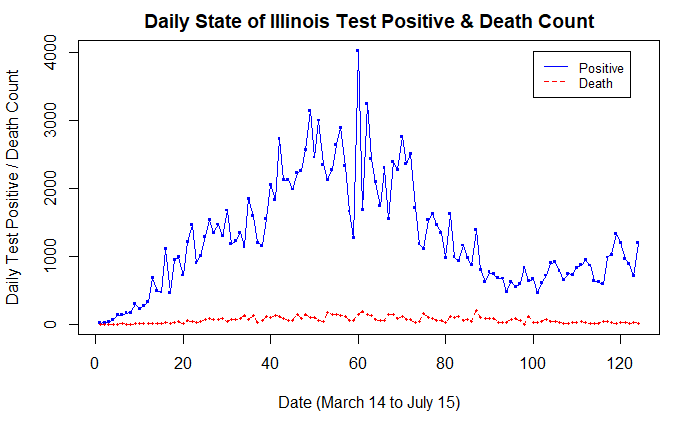 Daily State of Illinois Test Positive & Death Count
Daily Test Positive / Death Count
4000
3000
2000
1000
0
Positive
Death
0 20 40 60 80 100 120
Date (March 14 to July 15)